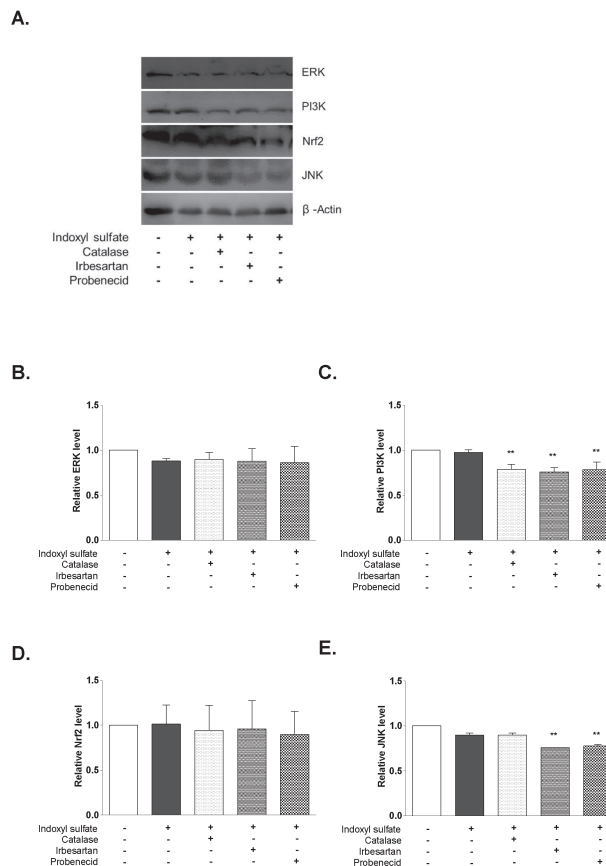 A.
ERK
PI3K
Nrf2
JNK
β -Actin
Indoxyl sulfate - + + + +
Catalase - - + - -
Irbesartan - - - + -
Probenecid - - - - +
B.
Relative ERK level
1.5
1.0
0.5
0.0
Indoxyl sulfate - + + + +
Catalase - - + - -
Irbesartan - - - + -
Probenecid - - - - +
C.
Relative PI3K level
1.5
1.0
0.5
0.0
** ** **
Indoxyl sulfate - + + + +
Catalase - - + - -
Irbesartan - - - + -
Probenecid - - - - +
D.
Relative Nrf2 level
1.5
1.0
0.5
0.0
Indoxyl sulfate - + + + +
Catalase - - + - -
Irbesartan - - - + -
Probenecid - - - - +
E.
Relative JNK level
1.5
1.0
0.5
0.0
** **
Indoxyl sulfate - + + + +
Catalase - - + - -
Irbesartan - - - + -
Probenecid - - - - +